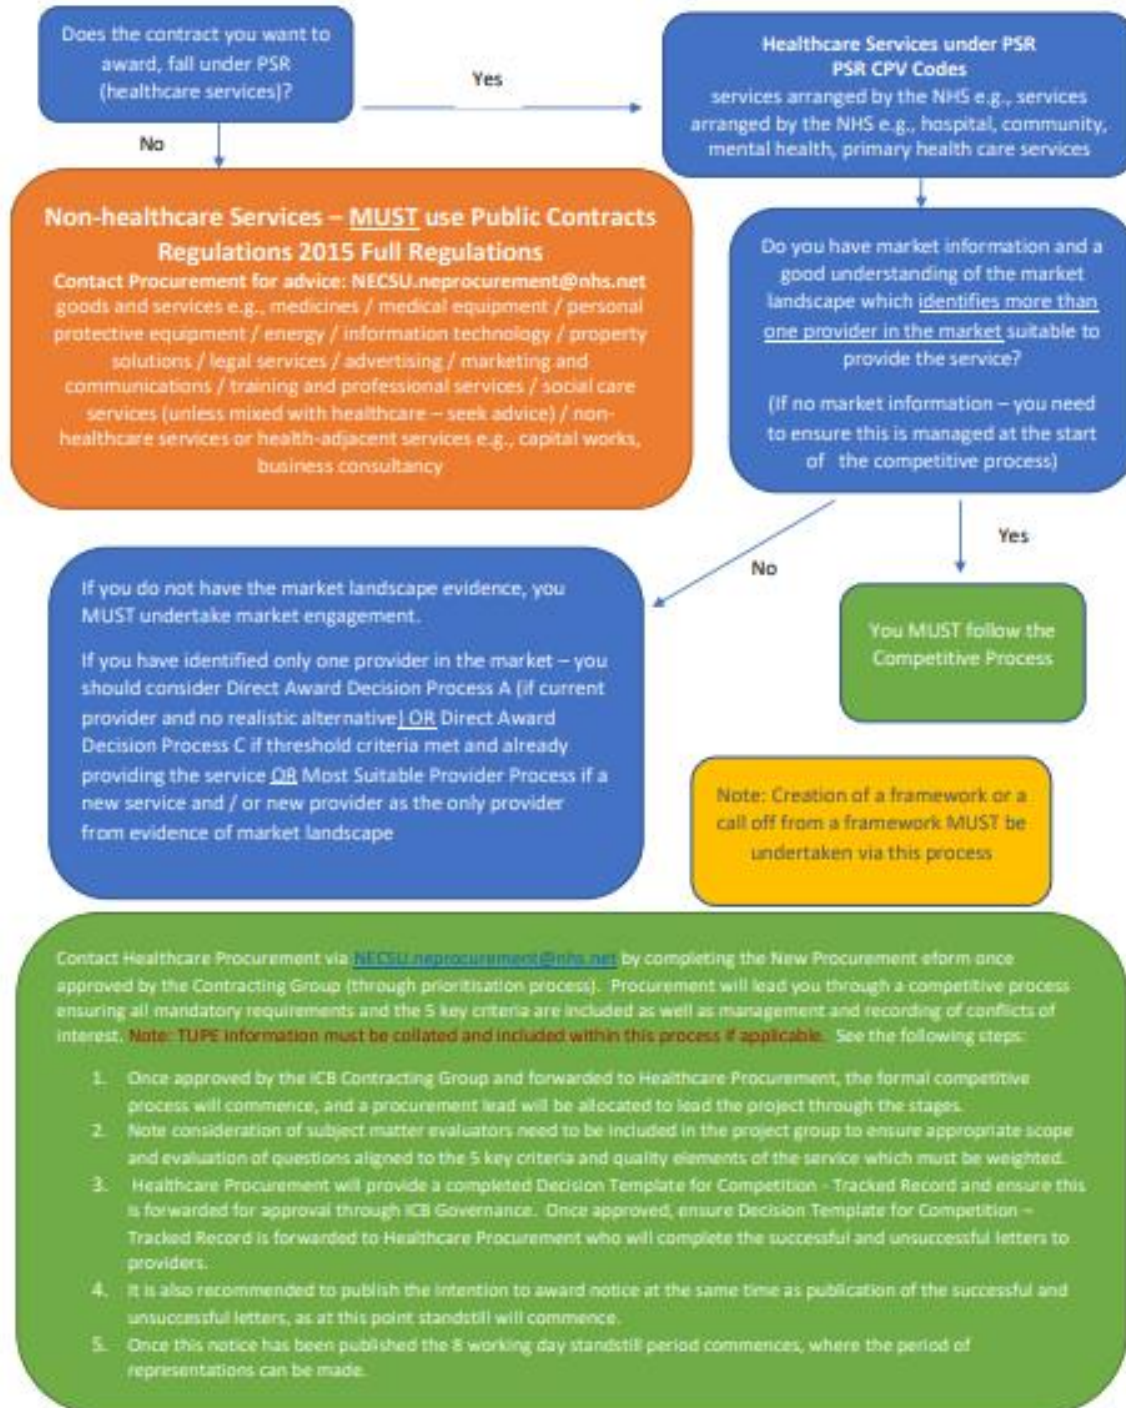 Does the contract you want to
award, fall under PSR
(healthcare services)?
Yes
Healthcare Services under PSR
PSR CPV Codes
services arranged by the NHS e.g., services
arranged by the NHS e.g., hospital, community,
mental health, primary health care services
No
Non-healthcare Services – MUST use Public Contracts
Regulations 2015 Full Regulations
Contact Procurement for advice: NECSU.neprocurement@nhs.net
goods and services e.g., medicines / medical equipment / personal
protective equipment / energy / information technology / property
solutions / legal services / advertising / marketing and
communications / training and professional services / social care
services (unless mixed with healthcare – seek advice) / non-
healthcare services or health-adjacent services e.g., capital works,
business consultancy
Do you have market information and a
good understanding of the market
landscape which identifies more than
one provider in the market suitable to
provide the service?
(If no market information – you need
to ensure this is managed at the start
of the competitive process)
No
Yes
If you do not have the market landscape evidence, you
MUST undertake market engagement.
If you have identified only one provider in the market – you
should consider Direct Award Decision Process A (if current
provider and no realistic alternative) OR Direct Award
Decision Process C if threshold criteria met and already
providing the service OR Most Suitable Provider Process if a
new service and / or new provider as the only provider
from evidence of market landscape
You MUST follow the
Competitive Process
Note: Creation of a framework or a
call off from a framework MUST be
undertaken via this process
Contact Healthcare Procurement via NECSU.neprocurement@nhs.net by completing the New Procurement eform once
approved by the Contracting Group (through prioritisation process). Procurement will lead you through a competitive process
ensuring all mandatory requirements and the 5 key criteria are included as well as management and recording of conflicts of
interest. Note: TUPE information must be collated and included within this process if applicable. See the following steps:
1. Once approved by the ICB Contracting Group and forwarded to Healthcare Procurement, the formal competitive
process will commence, and a procurement lead will be allocated to lead the project through the stages.
2. Note consideration of subject matter evaluators need to be included in the project group to ensure appropriate scope
and evaluation of questions aligned to the 5 key criteria and quality elements of the service which must be weighted.
3. Healthcare Procurement will provide a completed Decision Template for Competition - Tracked Record and ensure this
is forwarded for approval through ICB Governance. Once approved, ensure Decision Template for Competition –
Tracked Record is forwarded to Healthcare Procurement who will complete the successful and unsuccessful letters to
providers.
4. It is also recommended to publish the intention to award notice at the same time as publication of the successful and
unsuccessful letters, as at this point standstill will commence.
5. Once this notice has been published the 8 working day standstill period commences, where the period of
representations can be made.